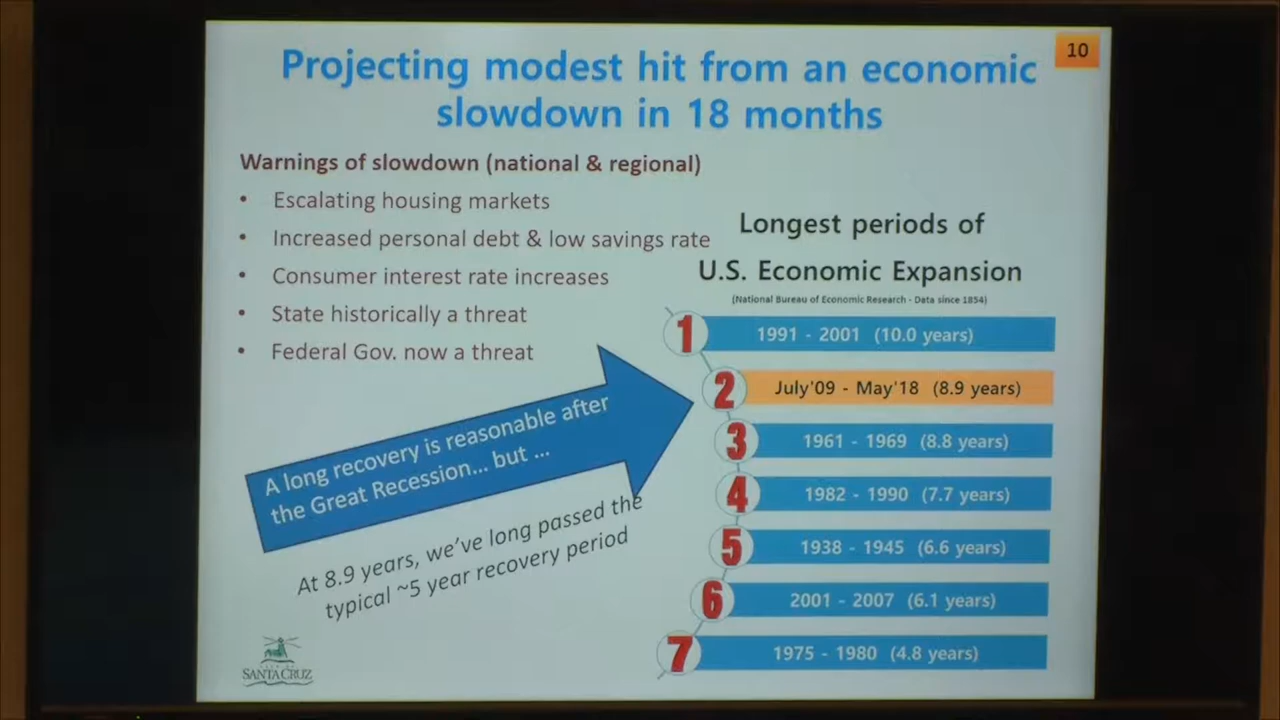 10
Projecting modest hit from an economic
slowdown in 18 months
Warnings of slowdown (national & regional)
• Escalating housing markets
• Increased personal debt & low savings rate
• Consumer interest rate increases
• State historically a threat
• Federal Gov. now a threat
A long recovery is reasonable after
the Great Recession... but ...
At 8.9 years, we've long passed the
typical ~5 year recovery period
Longest periods of
U.S. Economic Expansion
(National Bureau of Economic Research - Data since 1854)
1 1991 - 2001 (10.0 years)
2 July'09 - May'18 (8.9 years)
3 1961 - 1969 (8.8 years)
4 1982 - 1990 (7.7 years)
5 1938 - 1945 (6.6 years)
6 2001 - 2007 (6.1 years)
7 1975 - 1980 (4.8 years)
CITY OF
SANTA CRUZ